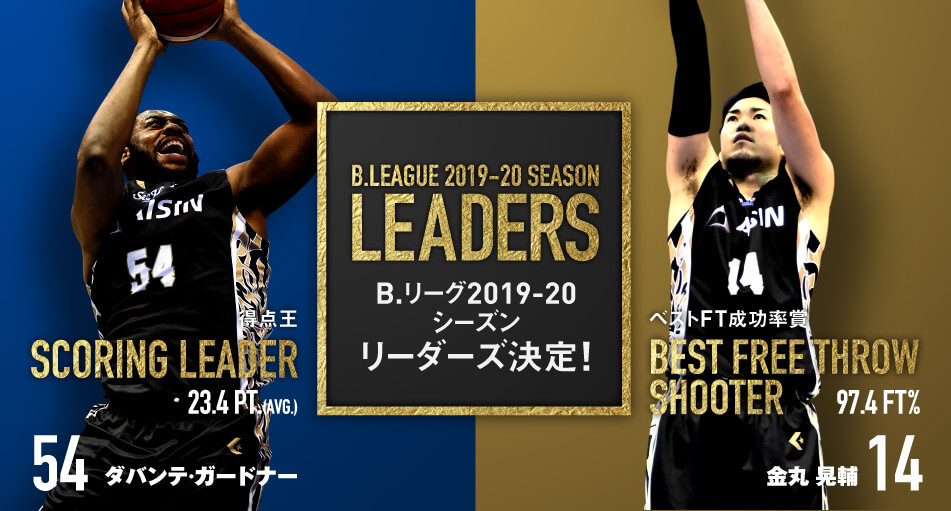 AISIN
54
得点王
SCORING LEADER
23.4 PT.(AVG.)
54 ダバンテ・ガードナー
B.LEAGUE 2019-20 SEASON
LEADERS
B.リーグ2019-20
シーズン
リーダーズ決定!
AISIN
14
ベストFT成功率賞
BEST FREE THROW
SHOOTER 97.4 FT%
金丸 晃輔 14